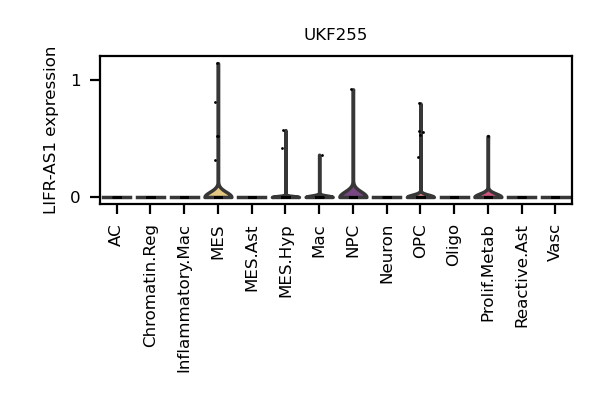 UKF255
LIFR-AS1 expression
1
0
AC
Chromatin.Reg
Inflammatory.Mac
MES
MES.Ast
MES.Hyp
Mac
NPC
Neuron
OPC
Oligo
Prolif.Metab
Reactive.Ast
Vasc